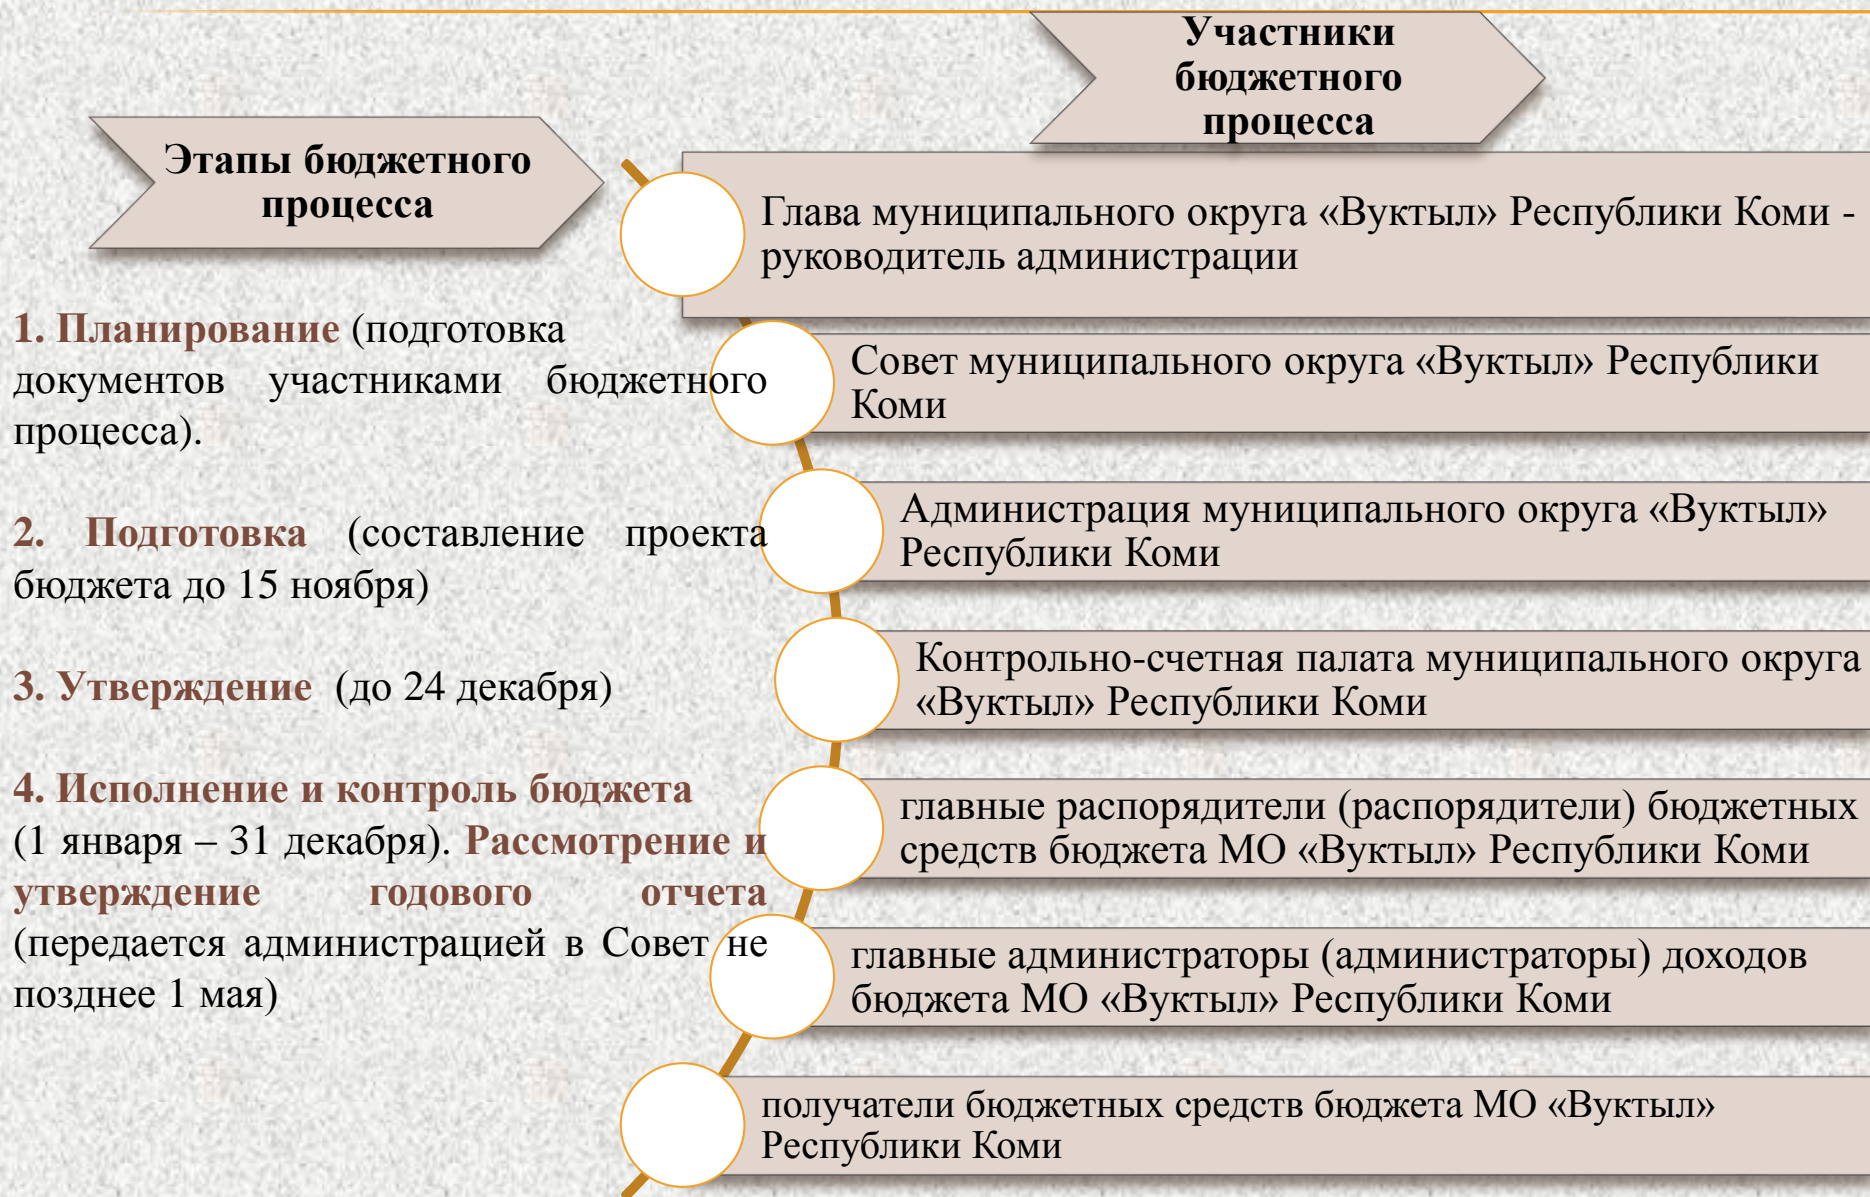 Участники
бюджетного
процесса
Этапы бюджетного
процесса
1. Планирование (подготовка
документов участниками бюджетного
процесса).
2. Подготовка (составление проекта
бюджета до 15 ноября)
3. Утверждение (до 24 декабря)
4. Исполнение и контроль бюджета
(1 января – 31 декабря). Рассмотрение и
утверждение годового отчета
(передается администрацией в Совет не
позднее 1 мая)
Глава муниципального округа «Вуктыл» Республики Коми -
руководитель администрации
Совет муниципального округа «Вуктыл» Республики
Коми
Администрация муниципального округа «Вуктыл»
Республики Коми
Контрольно-счетная палата муниципального округа
«Вуктыл» Республики Коми
главные распорядители (распорядители) бюджетных
средств бюджета МО «Вуктыл» Республики Коми
главные администраторы (администраторы) доходов
бюджета МО «Вуктыл» Республики Коми
получатели бюджетных средств бюджета МО «Вуктыл»
Республики Коми